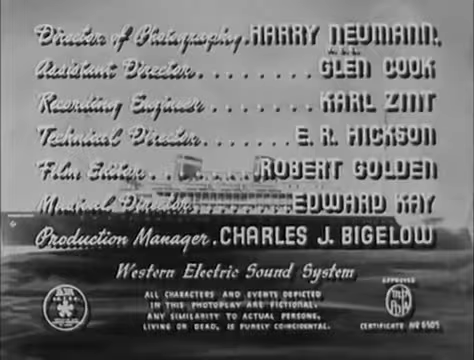 Director of Photography. HARRY NEUMANN,
A.S.C.
Assistant Director........GLEN COOK
Recording Engineer.......KARL ZINT
Technical Director.......E. R. HICKSON
Film Editor..........ROBERT GOLDEN
Musical Director.........EDWARD KAY
Production Manager.CHARLES J. BIGELOW
Western Electric Sound System
ALL CHARACTERS AND EVENTS DEPICTED
IN THIS PHOTOPLAY ARE FICTIONAL.
ANY SIMILARITY TO ACTUAL PERSONS,
LIVING OR DEAD, IS PURELY COINCIDENTAL.
APPROVED
CERTIFICATE Nº 6505